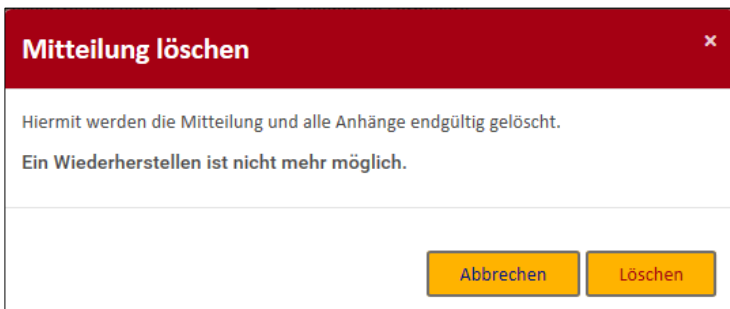 Mitteilung löschen
×
Hiermit werden die Mitteilung und alle Anhänge endgültig gelöscht.
Ein Wiederherstellen ist nicht mehr möglich.
Abbrechen
Löschen